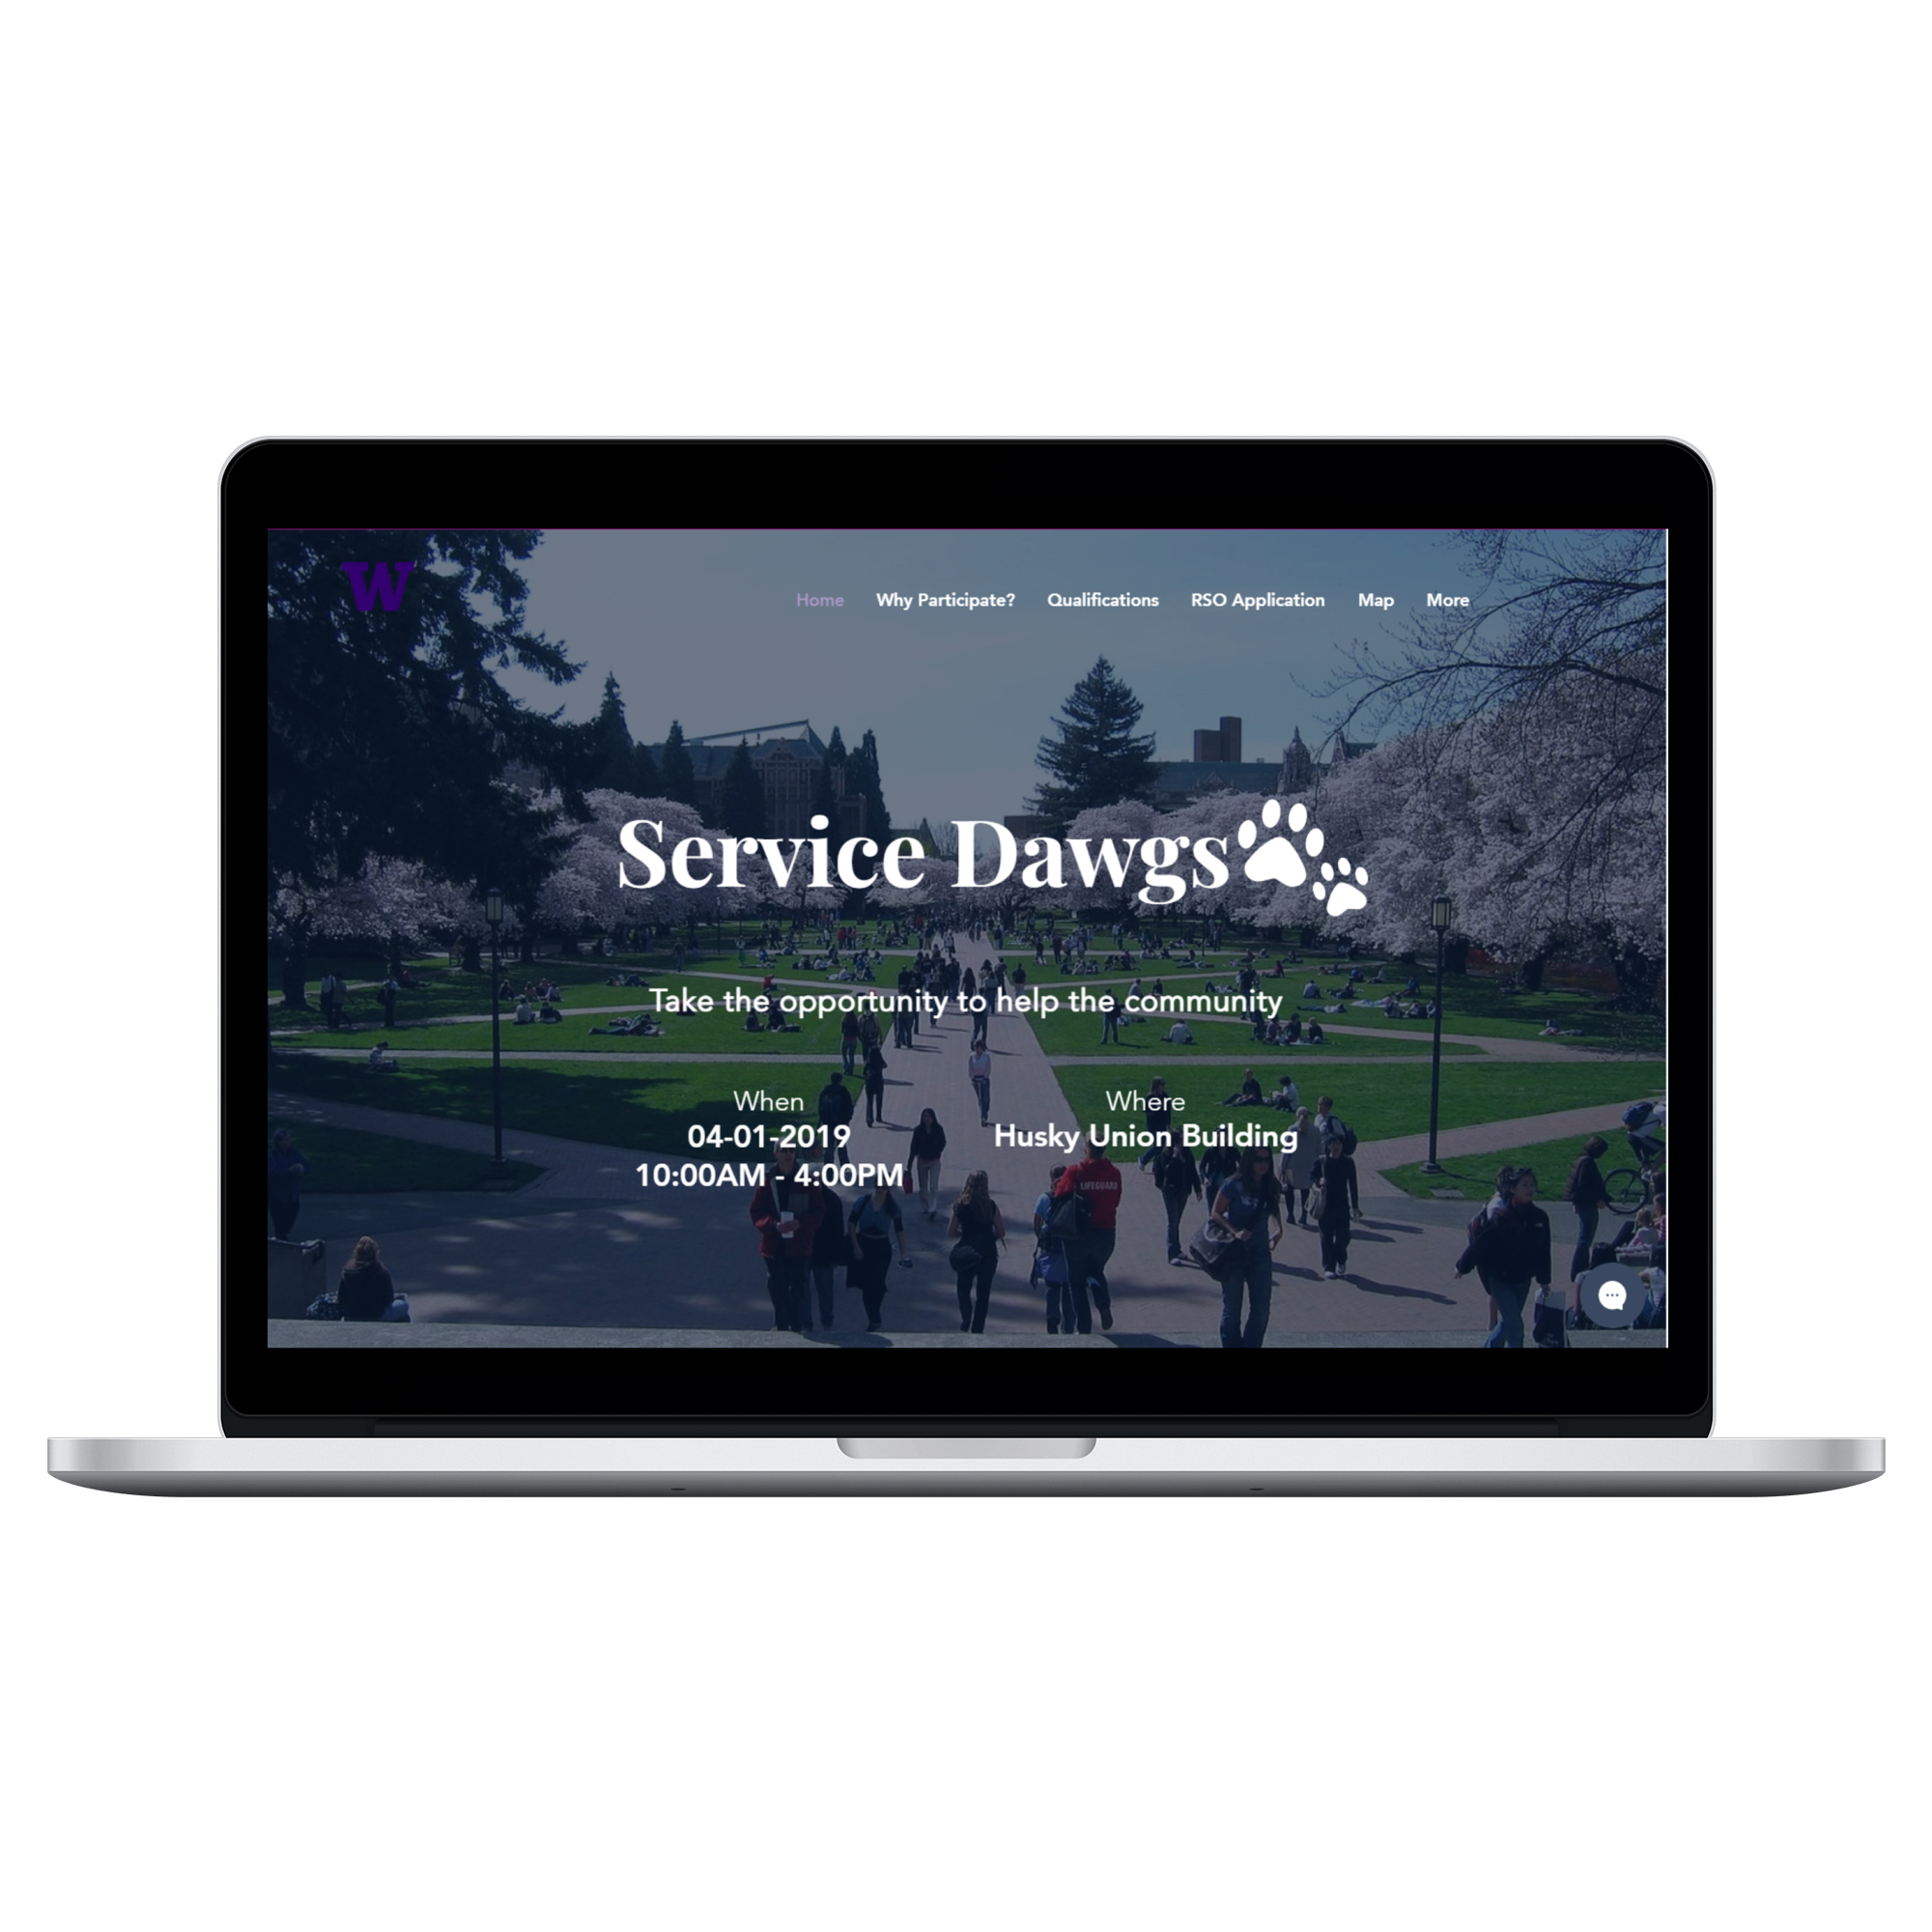 W
Home Why Participate? Qualifications RSO Application Map More
Service Dawgs
Take the opportunity to help the community
When
04-01-2019
10:00AM - 4:00PM
Where
Husky Union Building
LIFEGUARD